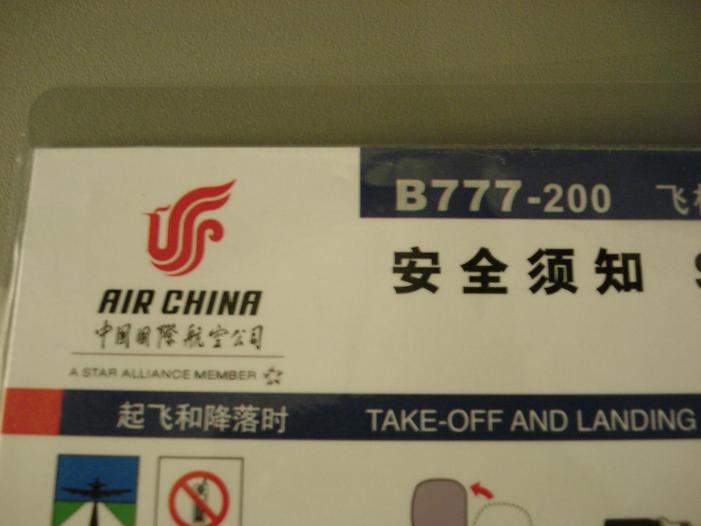 B777-200 飞
安全须知 S
AIR CHINA
中国国际航空公司
A STAR ALLIANCE MEMBER
起飞和降落时 TAKE-OFF AND LANDING